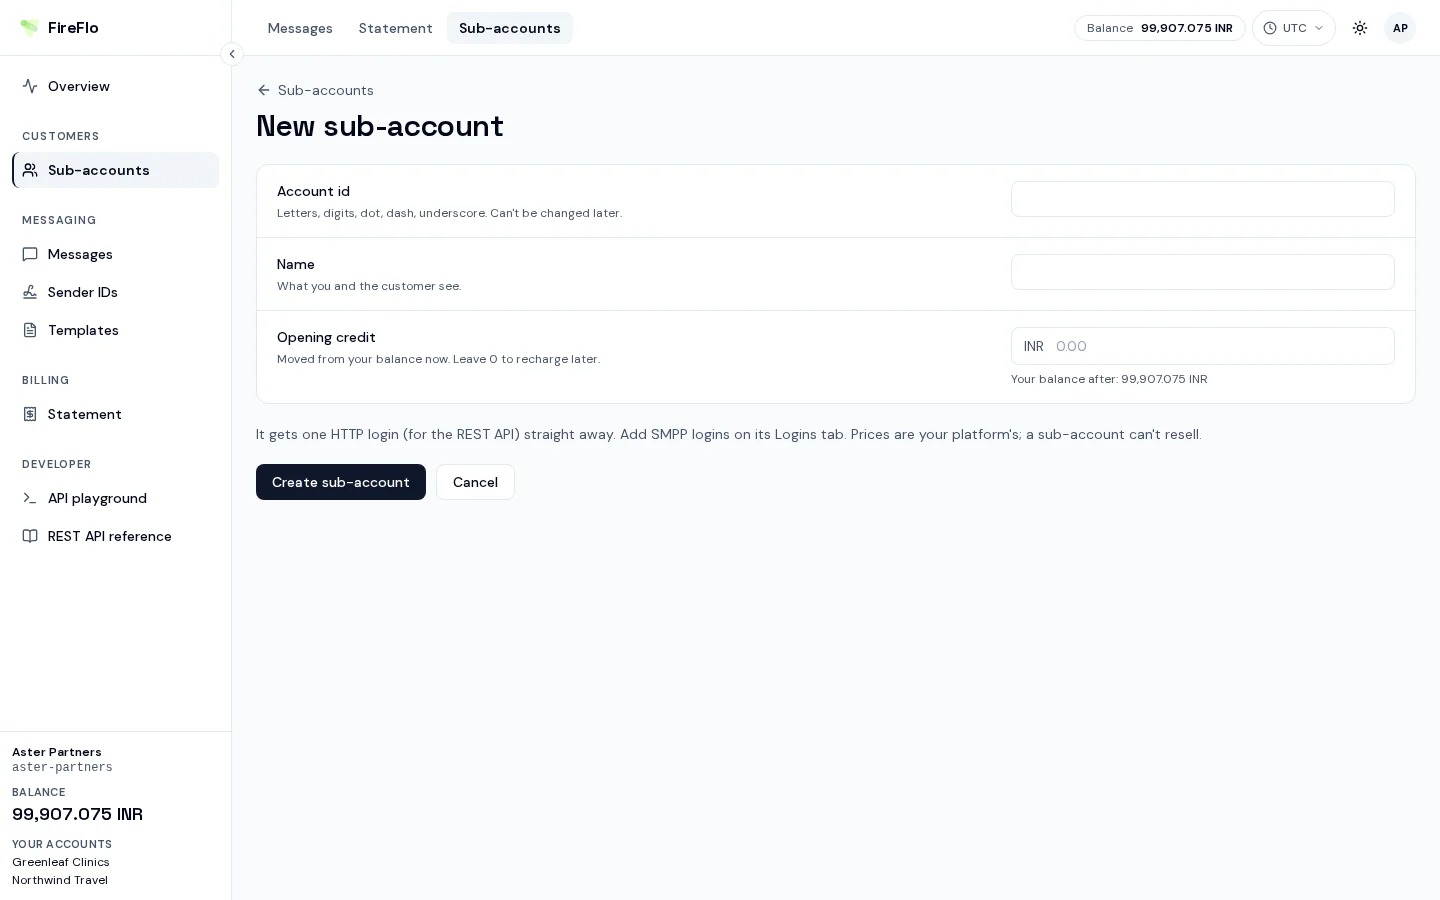 FireFlo
Messages
Statement
Sub-accounts
Balance 99,907.075 INR
UTC
AP
Overview
CUSTOMERS
Sub-accounts
MESSAGING
Messages
Sender IDs
Templates
BILLING
Statement
DEVELOPER
API playground
REST API reference
Aster Partners
aster-partners
BALANCE
99,907.075 INR
YOUR ACCOUNTS
Greenleaf Clinics
Northwind Travel
Sub-accounts
New sub-account
Account id
Letters, digits, dot, dash, underscore. Can't be changed later.
Name
What you and the customer see.
Opening credit
Moved from your balance now. Leave 0 to recharge later.
INR 0.00
Your balance after: 99,907.075 INR
It gets one HTTP login (for the REST API) straight away. Add SMPP logins on its Logins tab. Prices are your platform's; a sub-account can't resell.
Create sub-account
Cancel